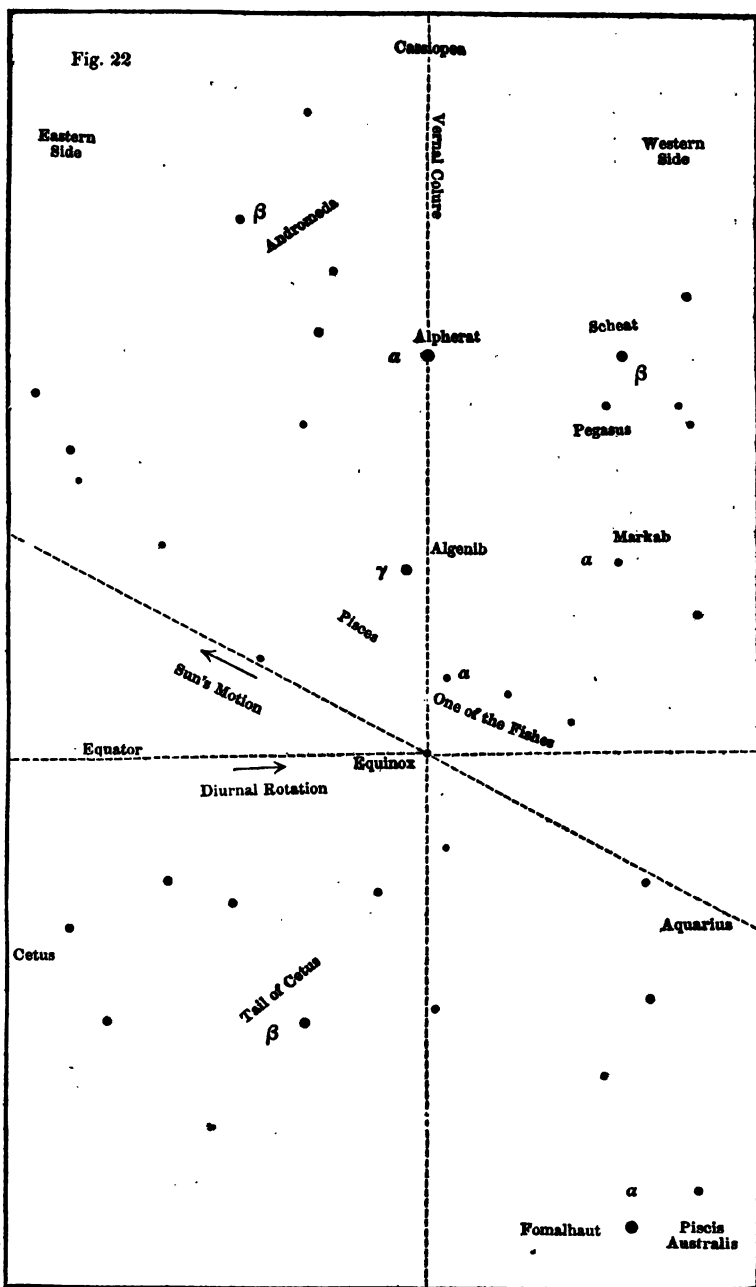 Cassiopea
Fig. 22
Vernal Colure
Eastern
Side
Western
Side
β
Andromeda
Alpherat
α
Scheat
β
Pegasus
Algenib
γ
Markab
α
Pisces
α
Sun's Motion
One of the Fishes
Equator
Equinox
Diurnal Rotation
Aquarius
Cetus
Tail of Cetus
β
α
Fomalhaut
Piscis
Australis